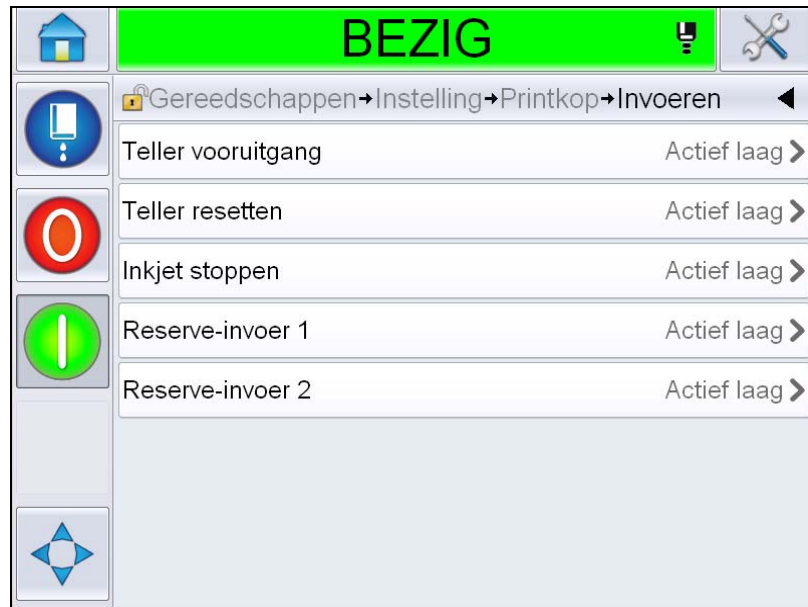 BEZIG
Gereedschappen→Instelling→Printkop→Invoeren
Teller vooruitgang Actief laag
Teller resetten Actief laag
Inkjet stoppen Actief laag
Reserve-invoer 1 Actief laag
Reserve-invoer 2 Actief laag